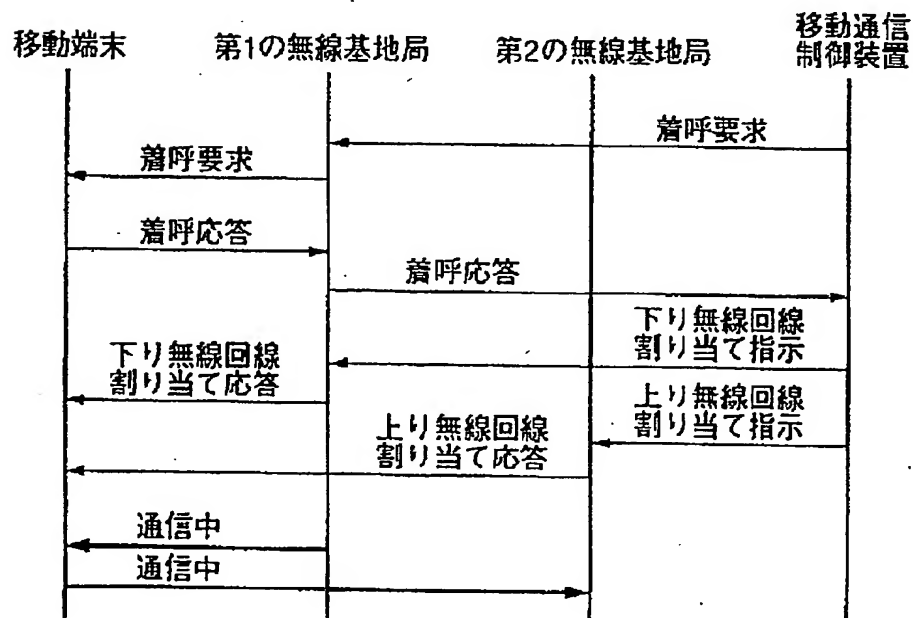 移動端末
第1の無線基地局
第2の無線基地局
移動通信
制御装置
着呼要求
着呼要求
着呼応答
着呼応答
下り無線回線
割り当て指示
下り無線回線
割り当て応答
上り無線回線
割り当て指示
上り無線回線
割り当て応答
通信中
通信中